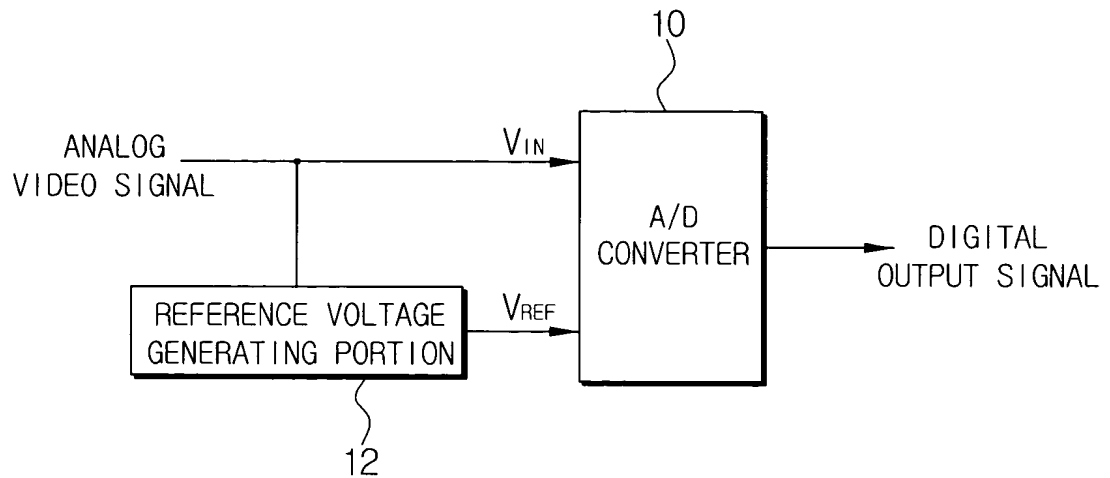 10
ANALOG
VIDEO SIGNAL
VIN
A/D
CONVERTER
DIGITAL
OUTPUT SIGNAL
REFERENCE VOLTAGE
GENERATING PORTION
VREF
12